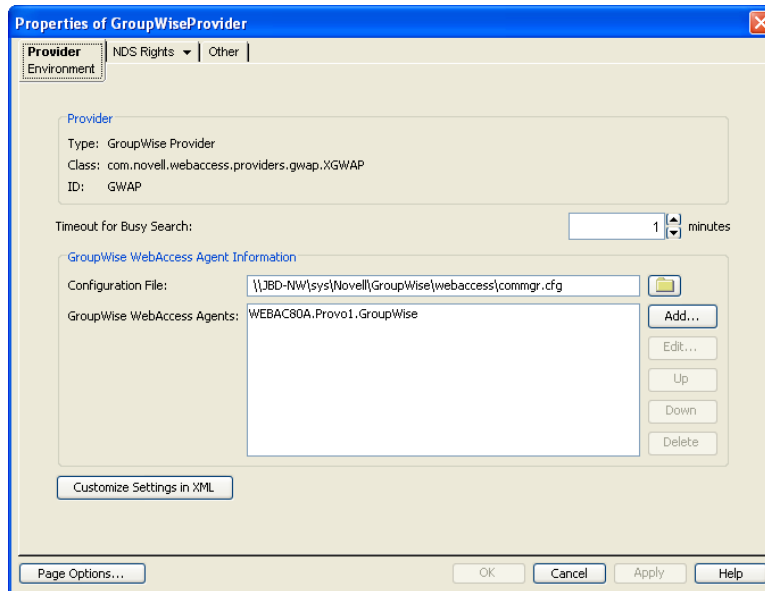 Properties of GroupWiseProvider
Provider NDS Rights Other
Environment
Provider
Type: GroupWise Provider
Class: com.novell.webaccess.providers.gwap.XGWAP
ID: GWAP
Timeout for Busy Search: 1 minutes
GroupWise WebAccess Agent Information
Configuration File: \\JBD-NW\sys\Novell\GroupWise\webaccess\commgr.cfg
GroupWise WebAccess Agents: WEBAC80A.Provo1.GroupWise Add...
Edit...
Up
Down
Delete
Customize Settings in XML
Page Options... OK Cancel Apply Help